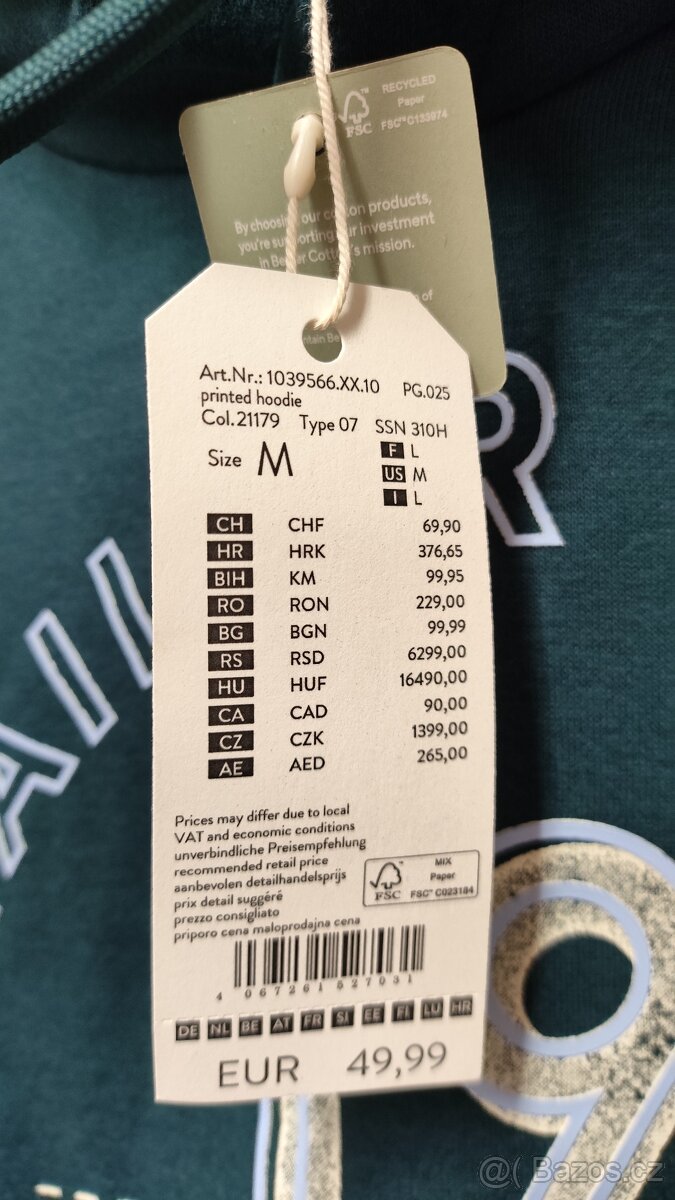 RECYCLED
Paper
FSC™ C133974
FSC
By choosing our cotton products,
you're supporting our investment
in Better Cotton's mission.
of
Art.Nr.: 1039566.XX.10 PG.025
printed hoodie
Col.21179 Type 07 SSN 310H
Size M
F L
US M
I L
CH CHF 69,90
HR HRK 376,65
BIH KM 99,95
RO RON 229,00
BG BGN 99,99
RS RSD 6299,00
HU HUF 16490,00
CA CAD 90,00
CZ CZK 1399,00
AE AED 265,00
Prices may differ due to local
VAT and economic conditions
unverbindliche Preisempfehlung
recommended retail price
aanbevolen detailhandelsprijs
prix detail suggéré
prezzo consigliato
priporo cena maloprodajna cena
MIX
Paper
FSC™ C023184
FSC
4 067261 527031
DE NL BE AT FR SI EE FI LU HR
EUR 49,99
@( Bazos.cz